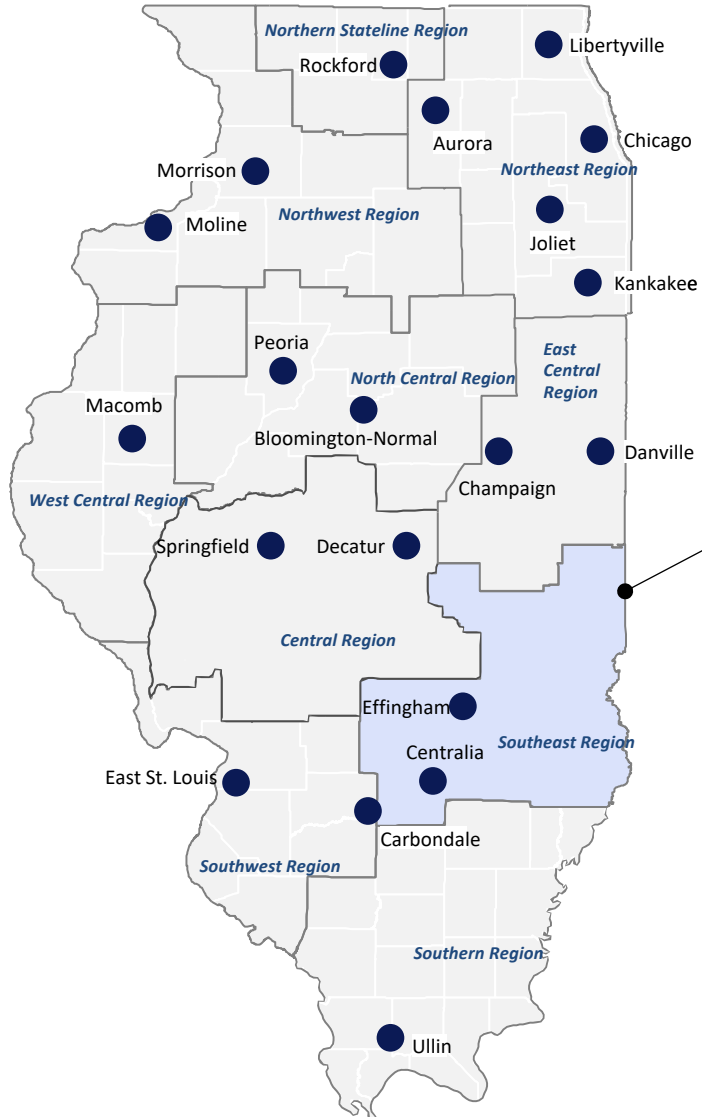 Northern Stateline Region
Libertyville
Rockford
Aurora
Chicago
Northeast Region
Morrison
Northwest Region
Moline
Joliet
Kankakee
Peoria
East
Central
Region
North Central Region
Macomb
Bloomington-Normal
Danville
Champaign
West Central Region
Springfield
Decatur
Central Region
Effingham
Southeast Region
Centralia
East St. Louis
Carbondale
Southwest Region
Southern Region
Ullin